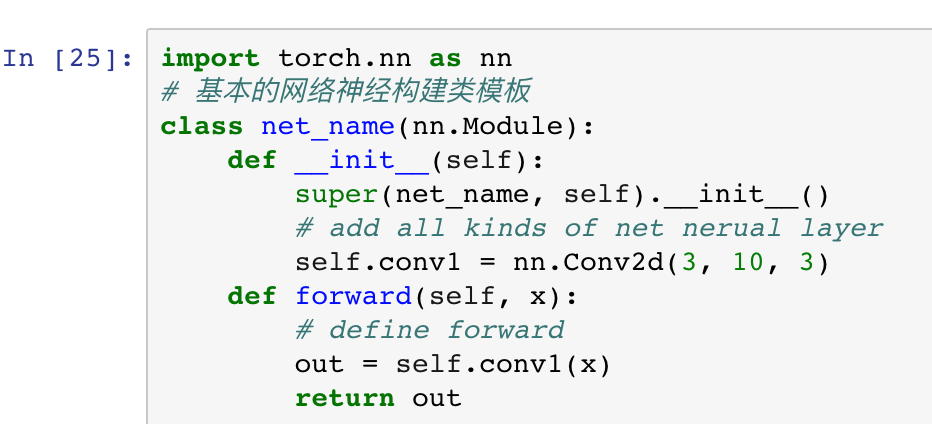 In [25]: import torch.nn as nn
# 基本的网络神经构建类模板
class net_name(nn.Module):
    def __init__(self):
        super(net_name, self).__init__()
        # add all kinds of net nerual layer
        self.conv1 = nn.Conv2d(3, 10, 3)
    def forward(self, x):
        # define forward
        out = self.conv1(x)
        return out